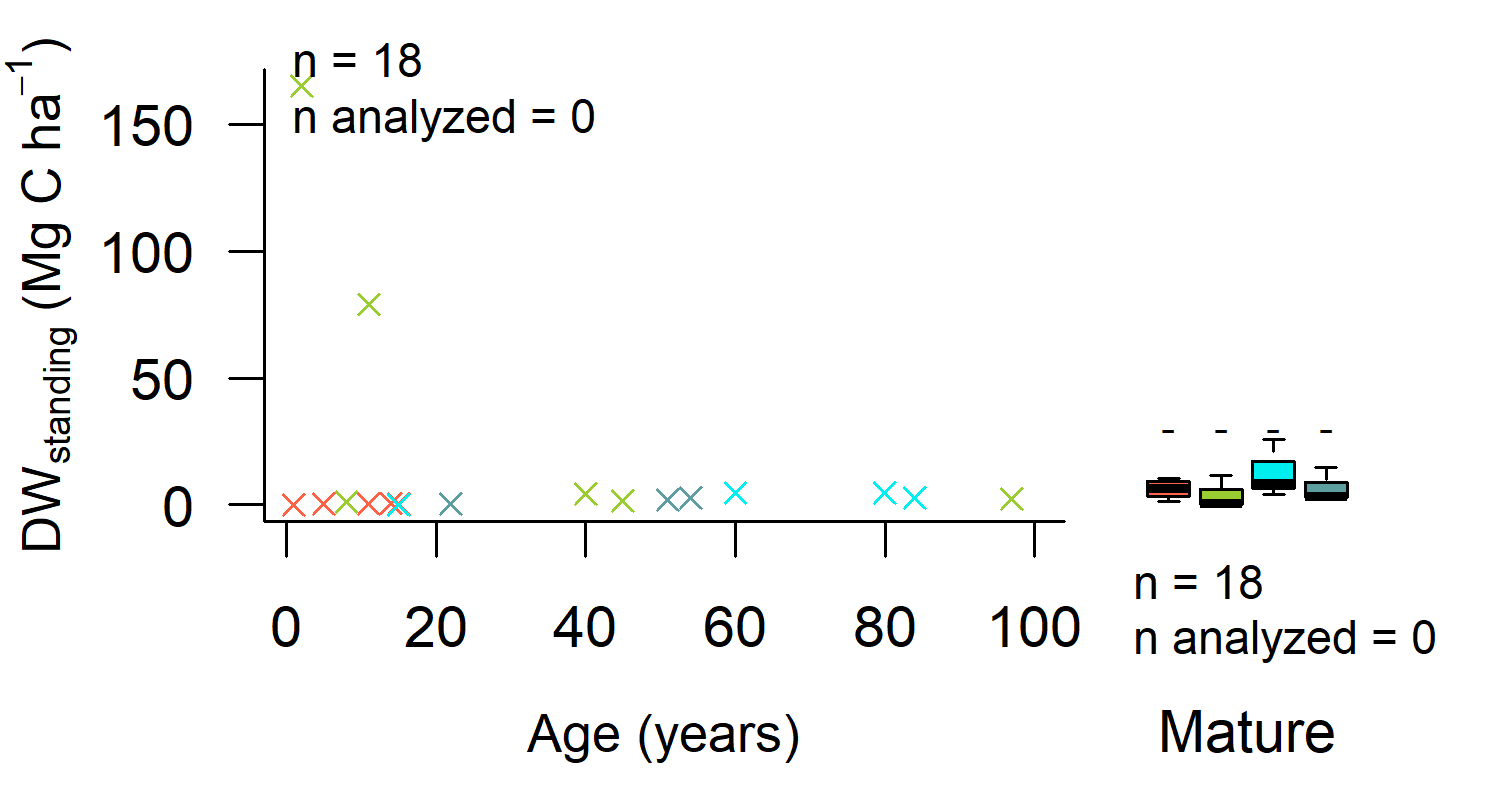 n = 18
n analyzed = 0
DWstanding (Mg C ha−1)
150
100
50
0
0 20 40 60 80 100
Age (years)
- - - -
n = 18
n analyzed = 0
Mature